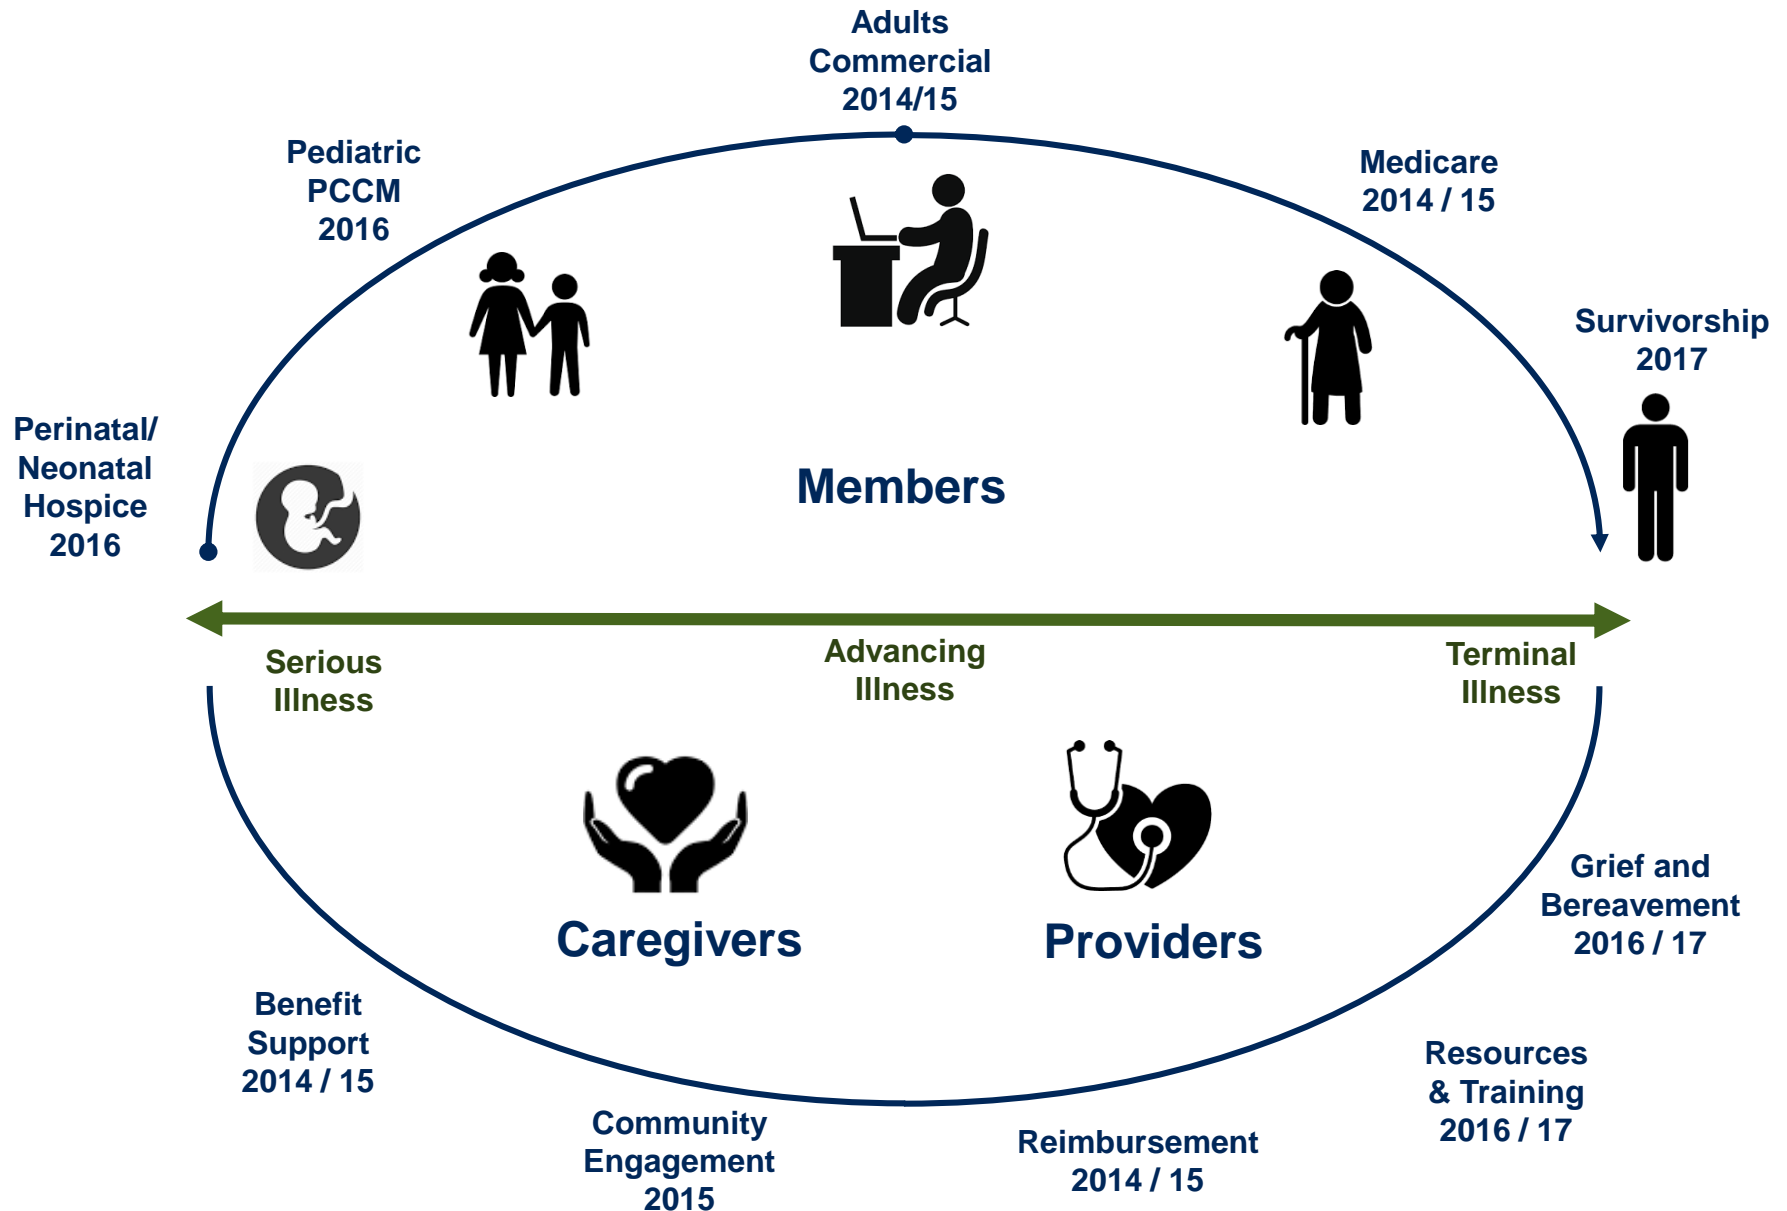 Adults
Commercial
2014/15
Pediatric
PCCM
2016
Medicare
2014 / 15
Survivorship
2017
Perinatal/
Neonatal
Hospice
2016
Members
Serious
Illness
Advancing
Illness
Terminal
Illness
Caregivers
Providers
Grief and
Bereavement
2016 / 17
Benefit
Support
2014 / 15
Resources
& Training
2016 / 17
Community
Engagement
2015
Reimbursement
2014 / 15